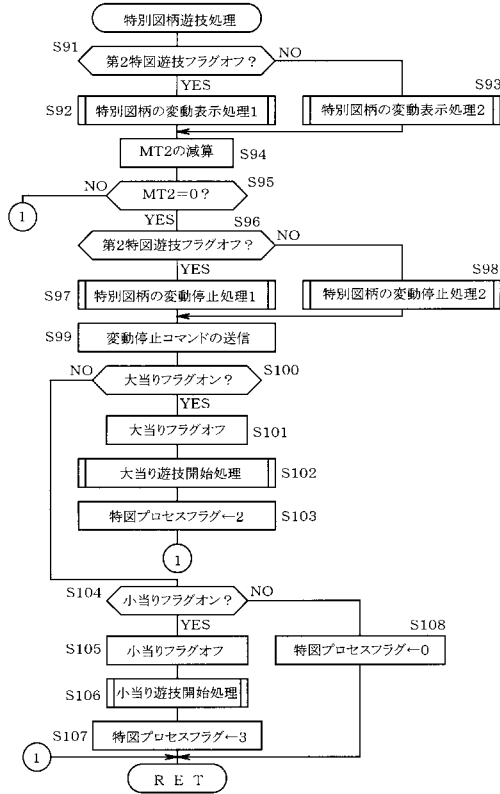 特別図柄遊技処理
S91
第2特図遊技フラグオフ?
NO
YES
S93
S92
特別図柄の変動表示処理1
特別図柄の変動表示処理2
MT2の減算
S94
S95
NO
MT2=0?
1
YES
S96
第2特図遊技フラグオフ?
NO
YES
S98
S97
特別図柄の変動停止処理1
特別図柄の変動停止処理2
S99
変動停止コマンドの送信
NO
大当りフラグオン?
S100
YES
大当りフラグオフ
S101
大当り遊技開始処理
S102
特図プロセスフラグ←2
S103
1
S104
小当りフラグオン?
NO
YES
S108
S105
小当りフラグオフ
特図プロセスフラグ←0
S106
小当り遊技開始処理
S107
特図プロセスフラグ←3
1
RET